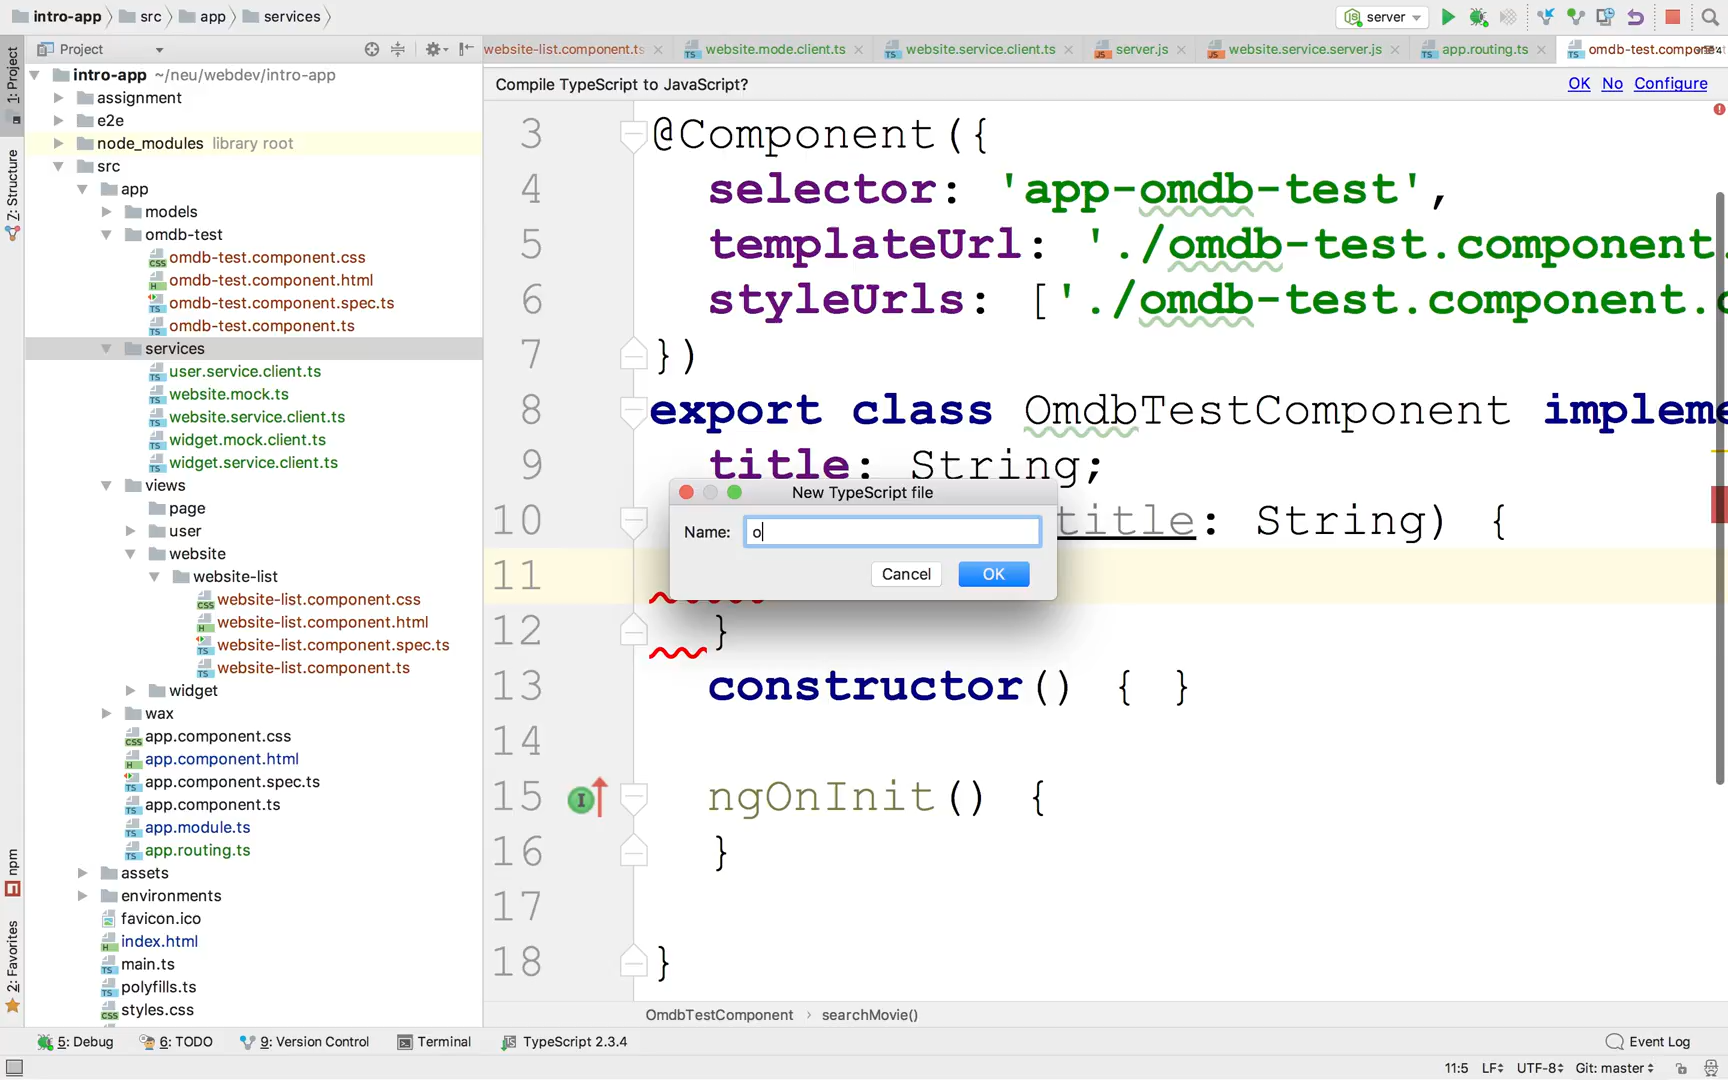 intro-app
src
app
services
server
1: Project
Z: Structure
npm
2: Favorites
Project
website-list.component.ts
website.mode.client.ts
website.service.client.ts
server.js
website.service.server.js
app.routing.ts
Compile TypeScript to JavaScript?
OK No Configure
intro-app ~/neu/webdev/intro-app
assignment
e2e
node_modules library root
src
app
models
omdb-test
omdb-test.component.css
omdb-test.component.html
omdb-test.component.spec.ts
omdb-test.component.ts
services
user.service.client.ts
website.mock.ts
website.service.client.ts
widget.mock.client.ts
widget.service.client.ts
views
page
user
website
website-list
website-list.component.css
website-list.component.html
website-list.component.spec.ts
website-list.component.ts
widget
wax
app.component.css
app.component.html
app.component.spec.ts
app.component.ts
app.module.ts
app.routing.ts
assets
environments
favicon.ico
index.html
main.ts
polyfills.ts
styles.css
3 @Component({
4 selector: 'app-omdb-test',
5 templateUrl: './omdb-test.component.
6 styleUrls: ['./omdb-test.component.c
7 })
8 export class OmdbTestComponent impleme
9 title: String;
10 title: String) {
11
12 }
13 constructor() { }
14
15 ngOnInit() {
16 }
17
18 }
New TypeScript file
Name: o
Cancel OK
OmdbTestComponent › searchMovie()
5: Debug 6: TODO 9: Version Control Terminal TypeScript 2.3.4 Event Log
11:5 LF UTF-8 Git: master